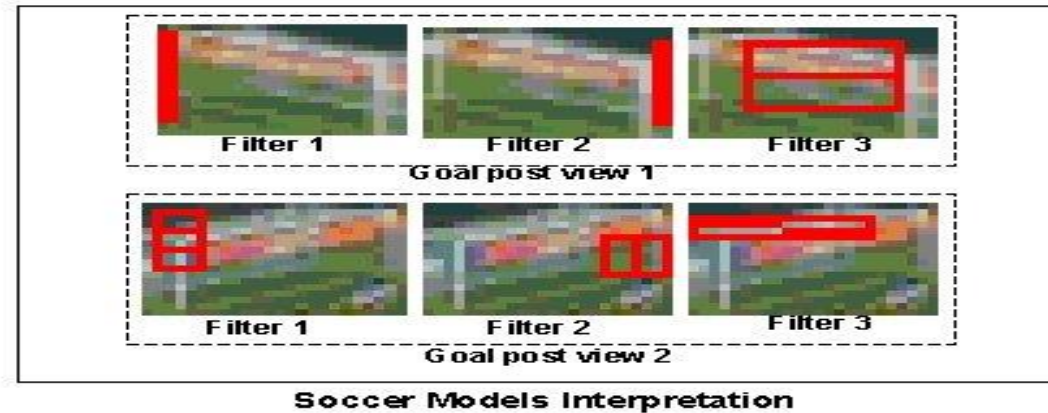 Filter 1 Filter 2 Filter 3
Goal post view 1
Filter 1 Filter 2 Filter 3
Goal post view 2
Soccer Models Interpretation